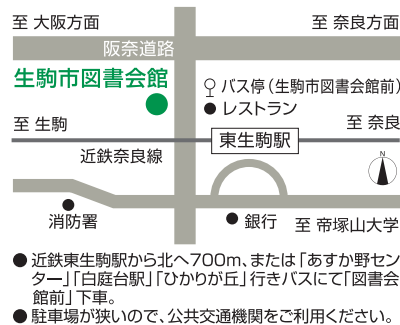 至 大阪方面
至 奈良方面
阪奈道路
生駒市図書会館
バス停（生駒市図書会館前）
レストラン
至 生駒
至 奈良
東生駒駅
近鉄奈良線
N
消防署
銀行
至 帝塚山大学
●近鉄東生駒駅から北へ700m、または「あすか野セン
ター」「白庭台駅」「ひかりが丘」行きバスにて「図書会
館前」下車。
●駐車場が狭いので、公共交通機関をご利用ください。